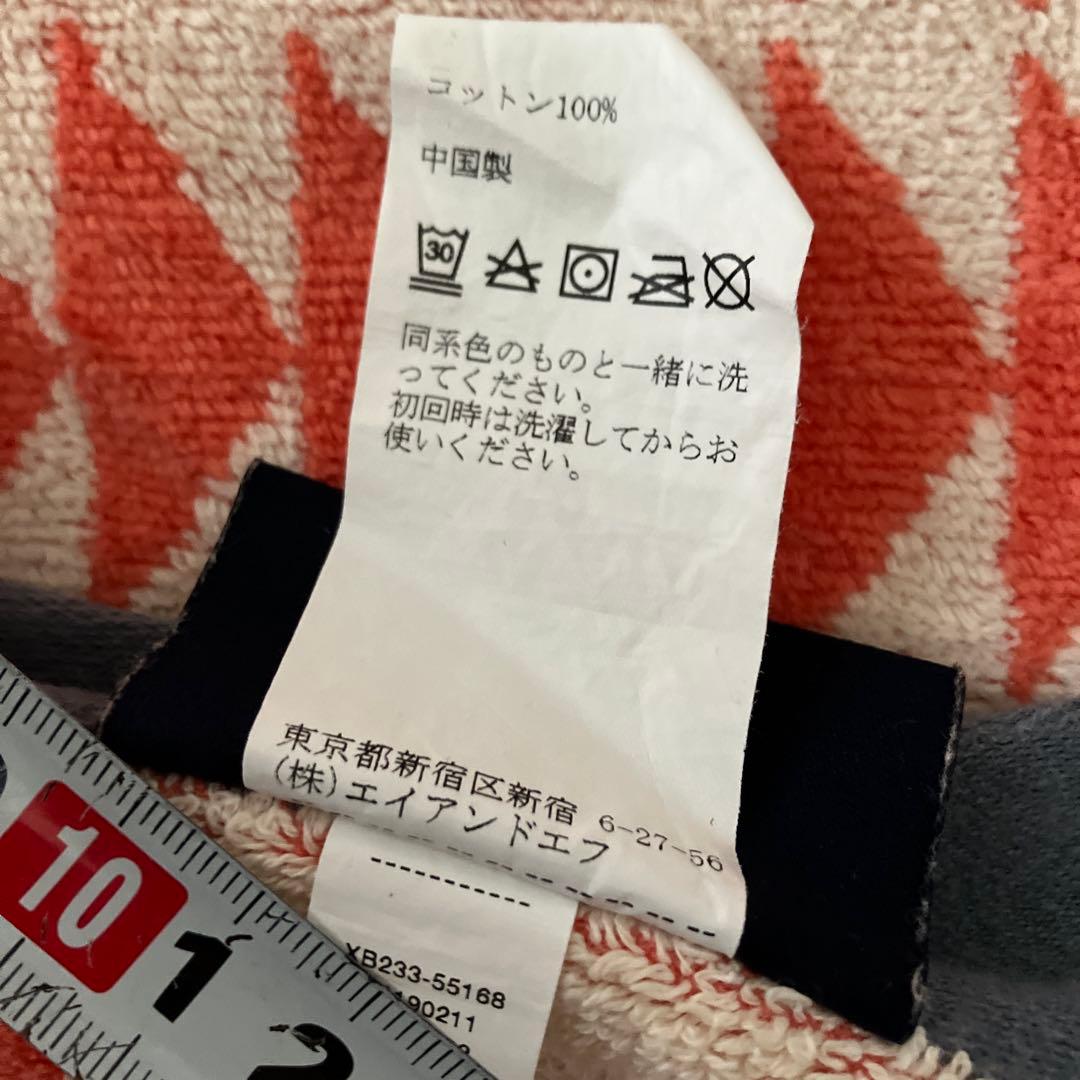 コットン100%
中国製
30
同系色のものと一緒に洗
ってください。
初回時は洗濯してからお
使いください。
東京都新宿区新宿 6-27-56
(株)エイアンドエフ
XB233-55168
190211
10
1
2